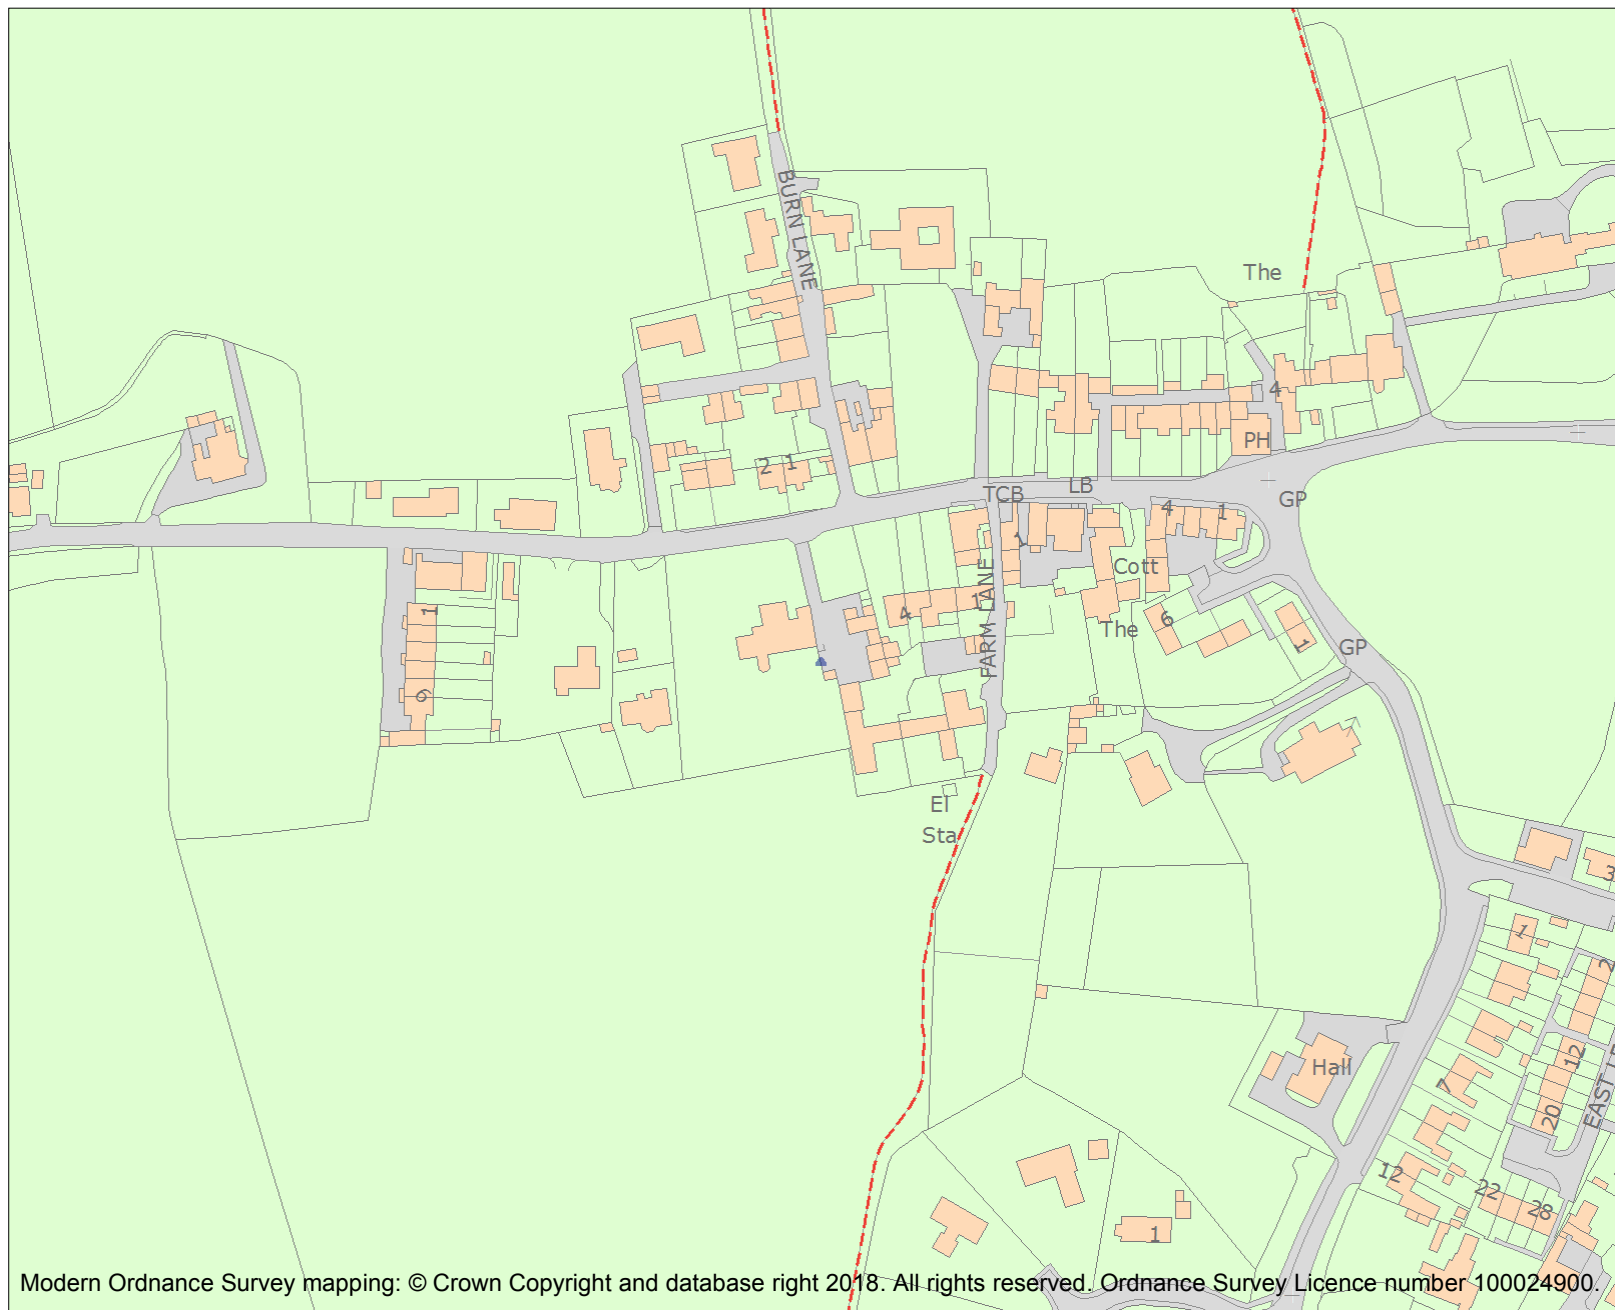 BURN LANE
The
4
PH
2
1
TCB
LB
GP
4
1
1
Cott
FARM LANE
1
4
1
6
The
1
GP
6
El
Sta
3
1
2
Hall
12
7
20
12
22
28
1
Modern Ordnance Survey mapping: © Crown Copyright and database right 2018. All rights reserved. Ordnance Survey Licence number 100024900.